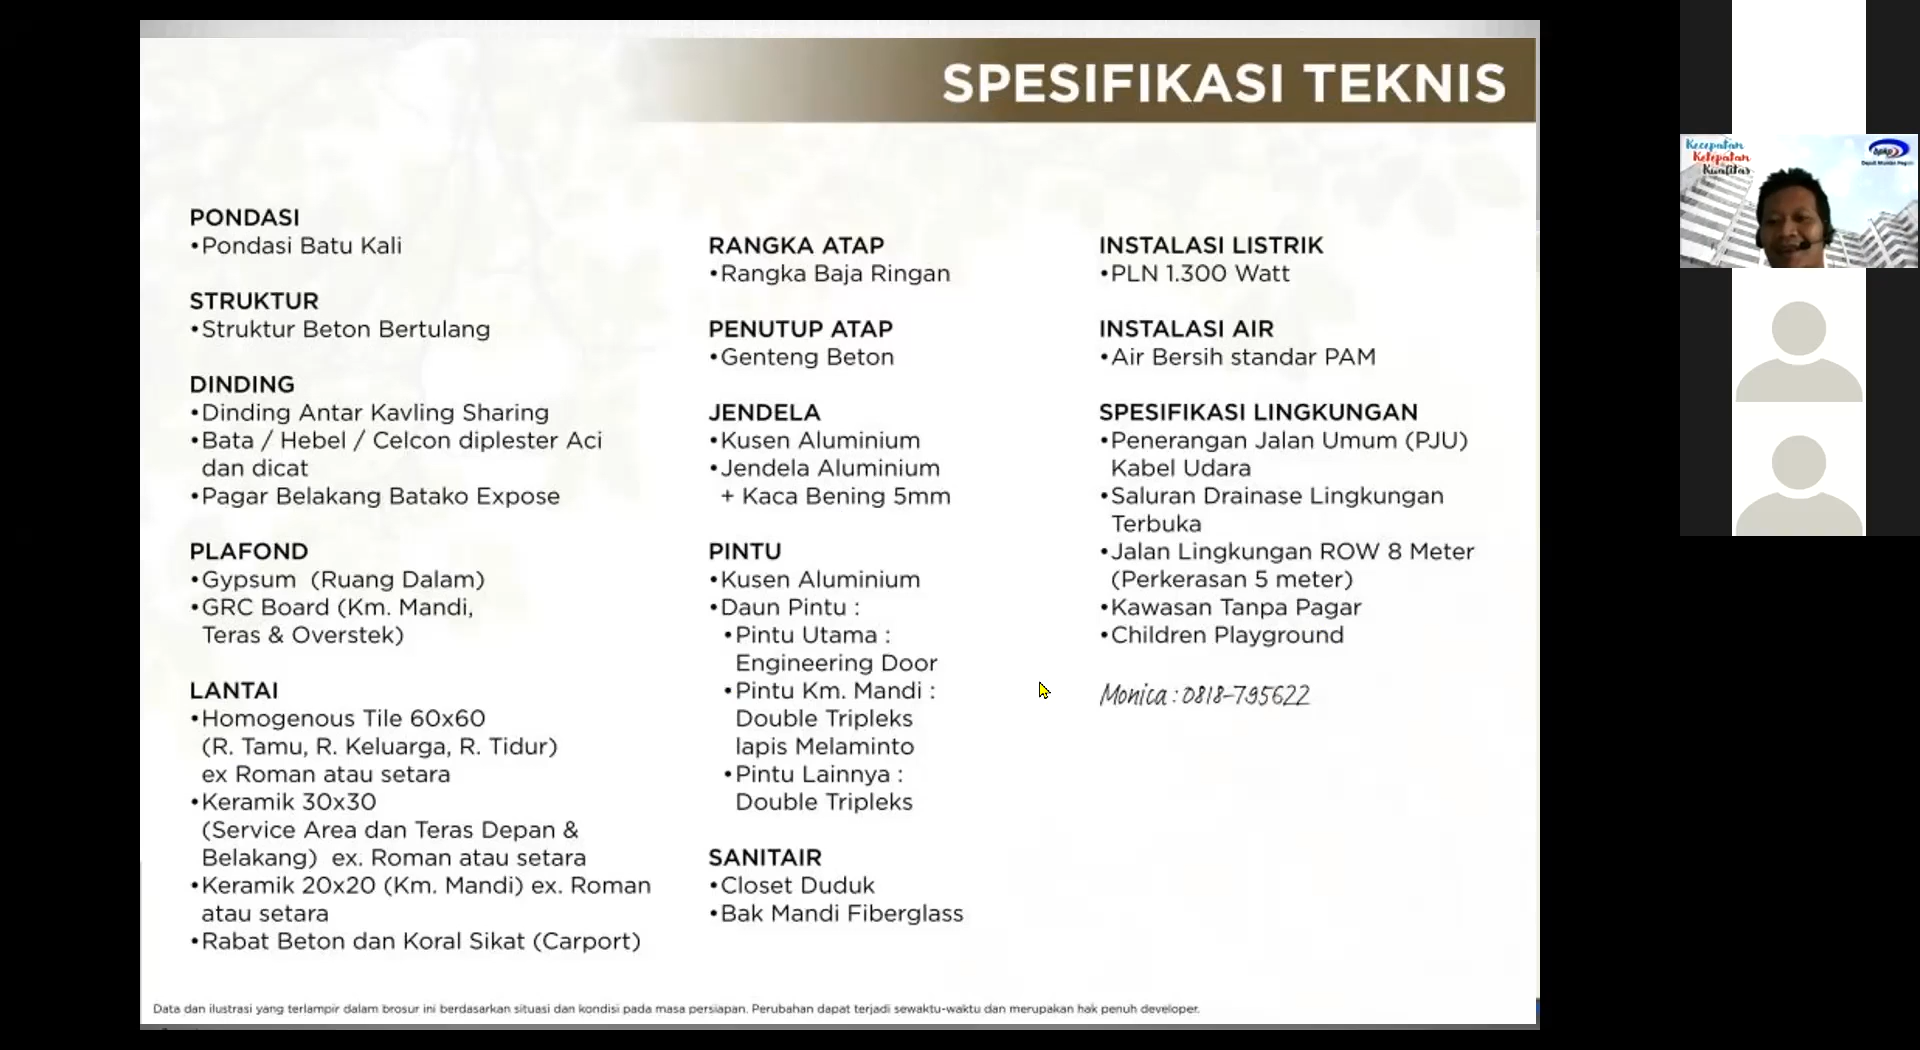 SPESIFIKASI TEKNIS
PONDASI
•Pondasi Batu Kali
STRUKTUR
•Struktur Beton Bertulang
DINDING
•Dinding Antar Kavling Sharing
•Bata / Hebel / Celcon diplester Aci
dan dicat
•Pagar Belakang Batako Expose
PLAFOND
•Gypsum (Ruang Dalam)
•GRC Board (Km. Mandi,
Teras & Overstek)
LANTAI
•Homogenous Tile 60x60
(R. Tamu, R. Keluarga, R. Tidur)
ex Roman atau setara
•Keramik 30x30
(Service Area dan Teras Depan &
Belakang) ex. Roman atau setara
•Keramik 20x20 (Km. Mandi) ex. Roman
atau setara
•Rabat Beton dan Koral Sikat (Carport)
RANGKA ATAP
•Rangka Baja Ringan
PENUTUP ATAP
•Genteng Beton
JENDELA
•Kusen Aluminium
•Jendela Aluminium
+ Kaca Bening 5mm
PINTU
•Kusen Aluminium
•Daun Pintu :
•Pintu Utama :
Engineering Door
•Pintu Km. Mandi :
Double Tripleks
lapis Melaminto
•Pintu Lainnya :
Double Tripleks
SANITAIR
•Closet Duduk
•Bak Mandi Fiberglass
INSTALASI LISTRIK
•PLN 1.300 Watt
INSTALASI AIR
•Air Bersih standar PAM
SPESIFIKASI LINGKUNGAN
•Penerangan Jalan Umum (PJU)
Kabel Udara
•Saluran Drainase Lingkungan
Terbuka
•Jalan Lingkungan ROW 8 Meter
(Perkerasan 5 meter)
•Kawasan Tanpa Pagar
•Children Playground
Monica : 0818-795622
Data dan ilustrasi yang terlampir dalam brosur ini berdasarkan situasi dan kondisi pada masa persiapan. Perubahan dapat terjadi sewaktu-waktu dan merupakan hak penuh developer.
Kecepatan
Ketepatan
Kualitas
bpkp